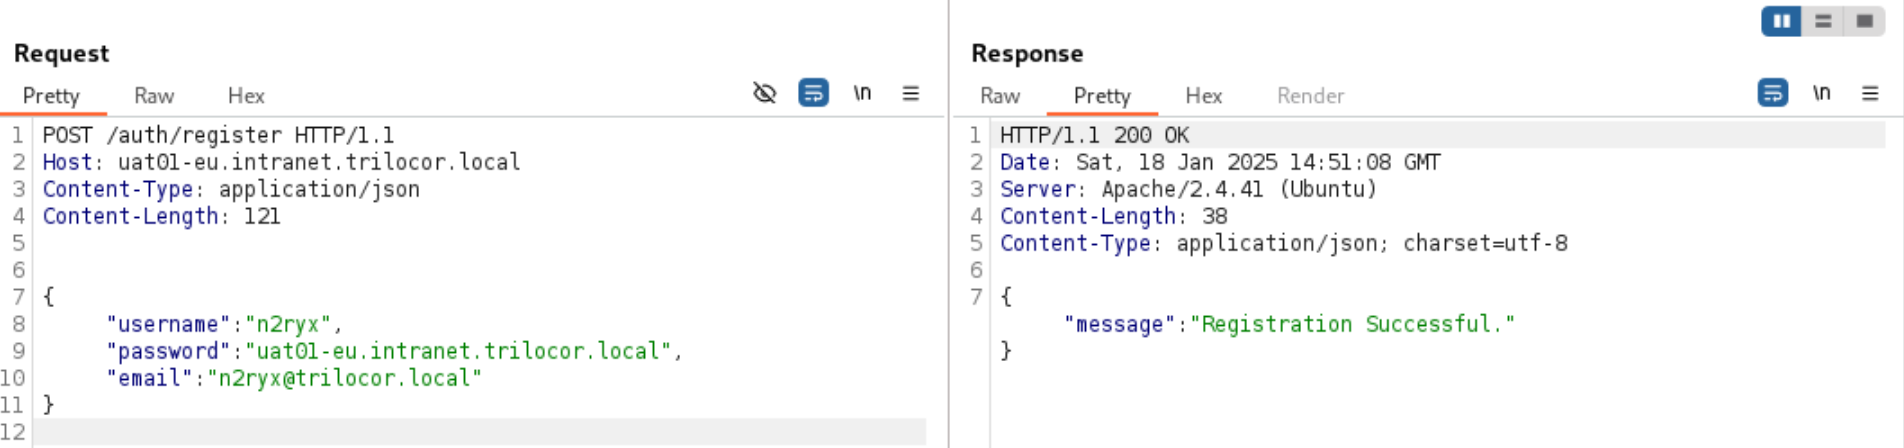 Request
Pretty Raw Hex \n
1 POST /auth/register HTTP/1.1
2 Host: uat01-eu.intranet.trilocor.local
3 Content-Type: application/json
4 Content-Length: 121
5
6
7 {
8 "username":"n2ryx",
9 "password":"uat01-eu.intranet.trilocor.local",
10 "email":"n2ryx@trilocor.local"
11 }
12
Response
Raw Pretty Hex Render \n
1 HTTP/1.1 200 OK
2 Date: Sat, 18 Jan 2025 14:51:08 GMT
3 Server: Apache/2.4.41 (Ubuntu)
4 Content-Length: 38
5 Content-Type: application/json; charset=utf-8
6
7 {
"message":"Registration Successful."
}